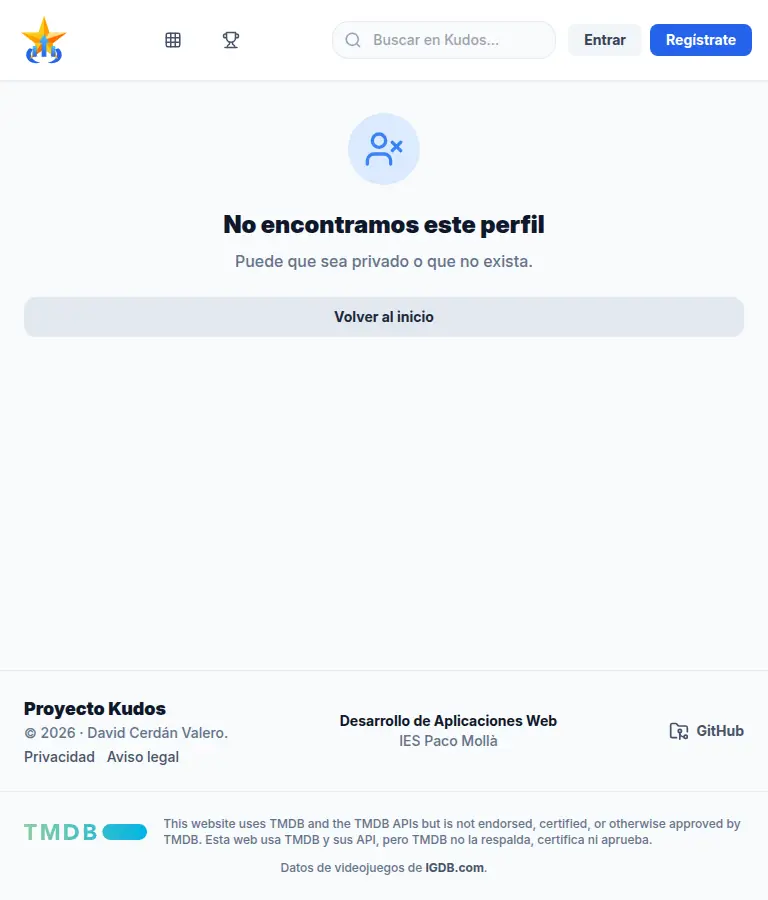 Buscar en Kudos...
Entrar
Regístrate
No encontramos este perfil
Puede que sea privado o que no exista.
Volver al inicio
Proyecto Kudos
© 2026 · David Cerdán Valero.
Privacidad Aviso legal
Desarrollo de Aplicaciones Web
IES Paco Mollà
GitHub
TMDB
This website uses TMDB and the TMDB APIs but is not endorsed, certified, or otherwise approved by
TMDB. Esta web usa TMDB y sus API, pero TMDB no la respalda, certifica ni aprueba.
Datos de videojuegos de IGDB.com.